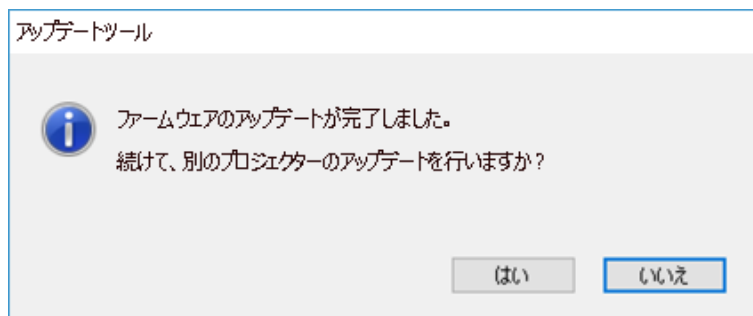 アップデートツール
ファームウェアのアップデートが完了しました。
続けて、別のプロジェクターのアップデートを行いますか?
はい
いいえ